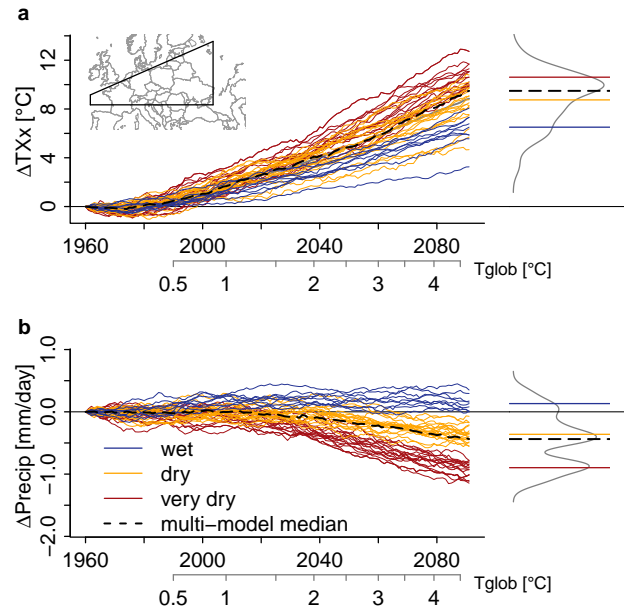 a
ΔTXx [°C]
12
8
4
0
1960 2000 2040 2080
0.5 1 2 3 4 Tglob [°C]
b
ΔPrecip [mm/day]
1.0
0.0
−1.0
−2.0
wet
dry
very dry
multi−model median
1960 2000 2040 2080
0.5 1 2 3 4 Tglob [°C]